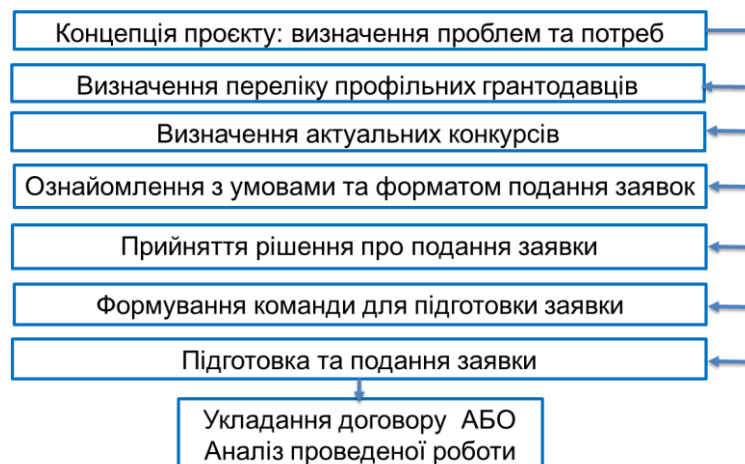 Концепція проєкту: визначення проблем та потреб
Визначення переліку профільних грантодавців
Визначення актуальних конкурсів
Ознайомлення з умовами та форматом подання заявок
Прийняття рішення про подання заявки
Формування команди для підготовки заявки
Підготовка та подання заявки
Укладання договору АБО
Аналіз проведеної роботи